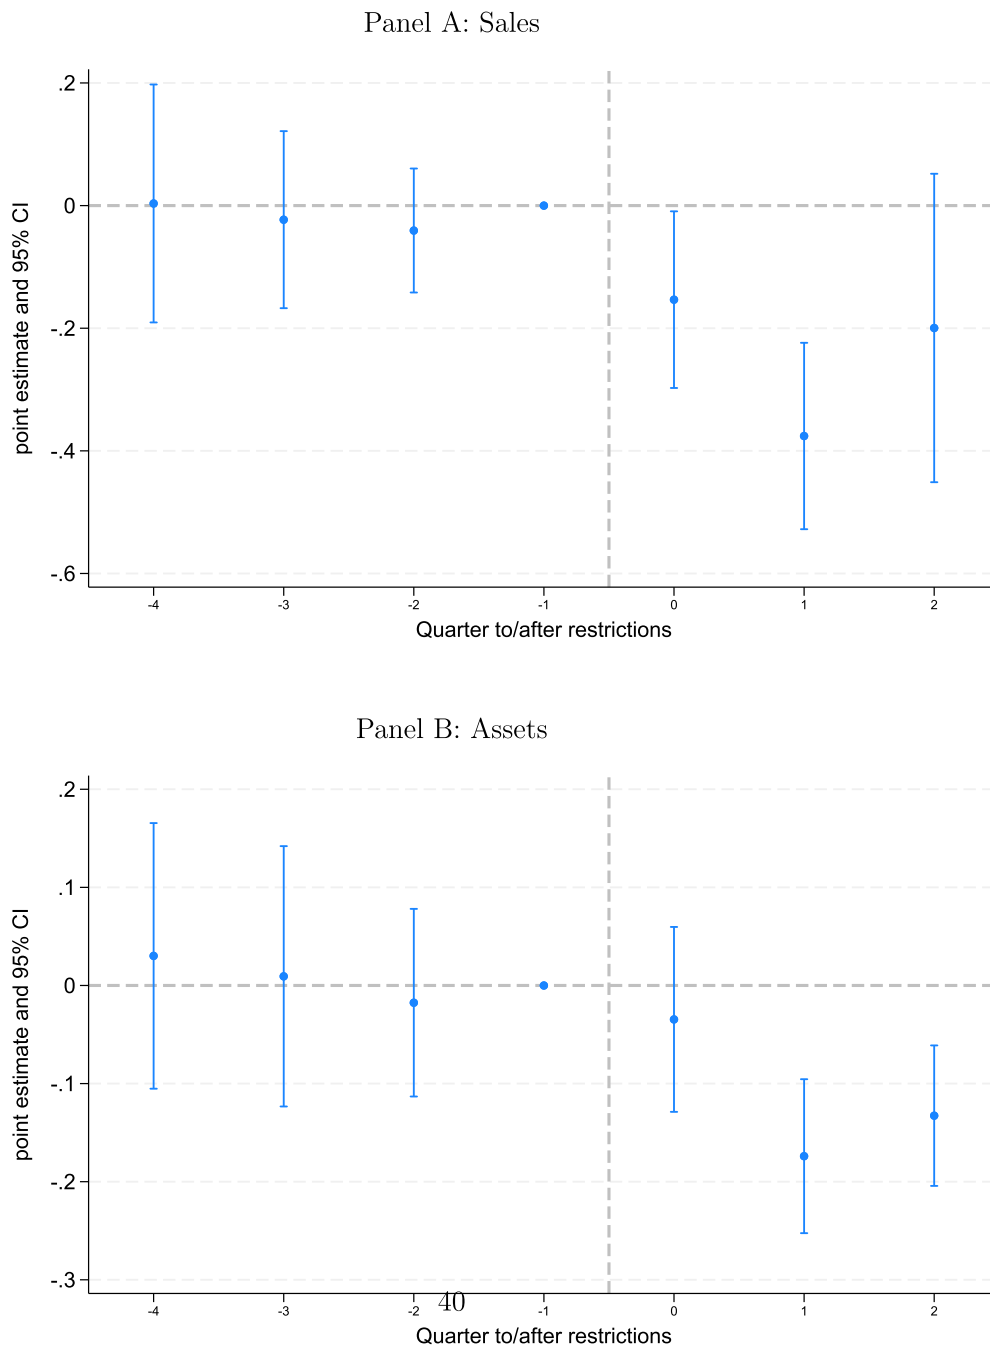 Panel A: Sales
point estimate and 95% CI
.2
0
-.2
-.4
-.6
-4 -3 -2 -1 0 1 2
Quarter to/after restrictions
Panel B: Assets
point estimate and 95% CI
.2
.1
0
-.1
-.2
-.3
-4 -3 -2 -1 0 1 2
40
Quarter to/after restrictions